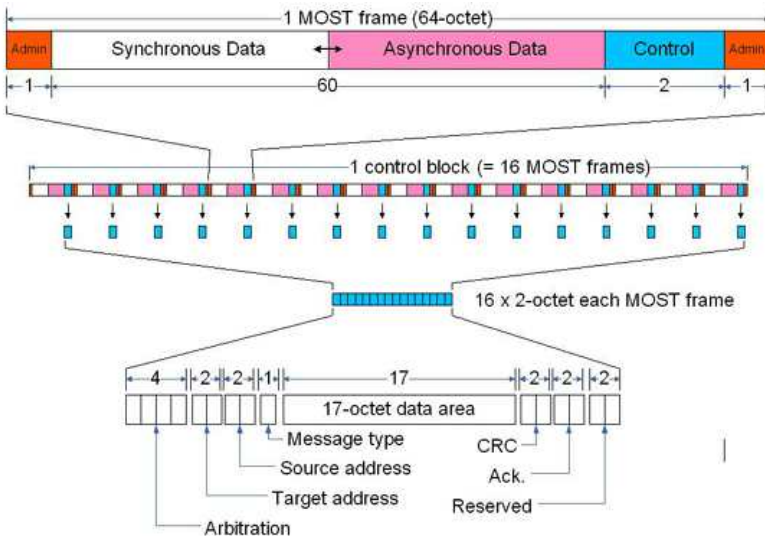 1 MOST frame (64-octet)
Admin Synchronous Data Asynchronous Data Control Admin
1 60 2 1
1 control block (= 16 MOST frames)
16 x 2-octet each MOST frame
4 2 2 1 17 2 2 2
17-octet data area
Message type CRC
Source address Ack.
Target address Reserved
Arbitration